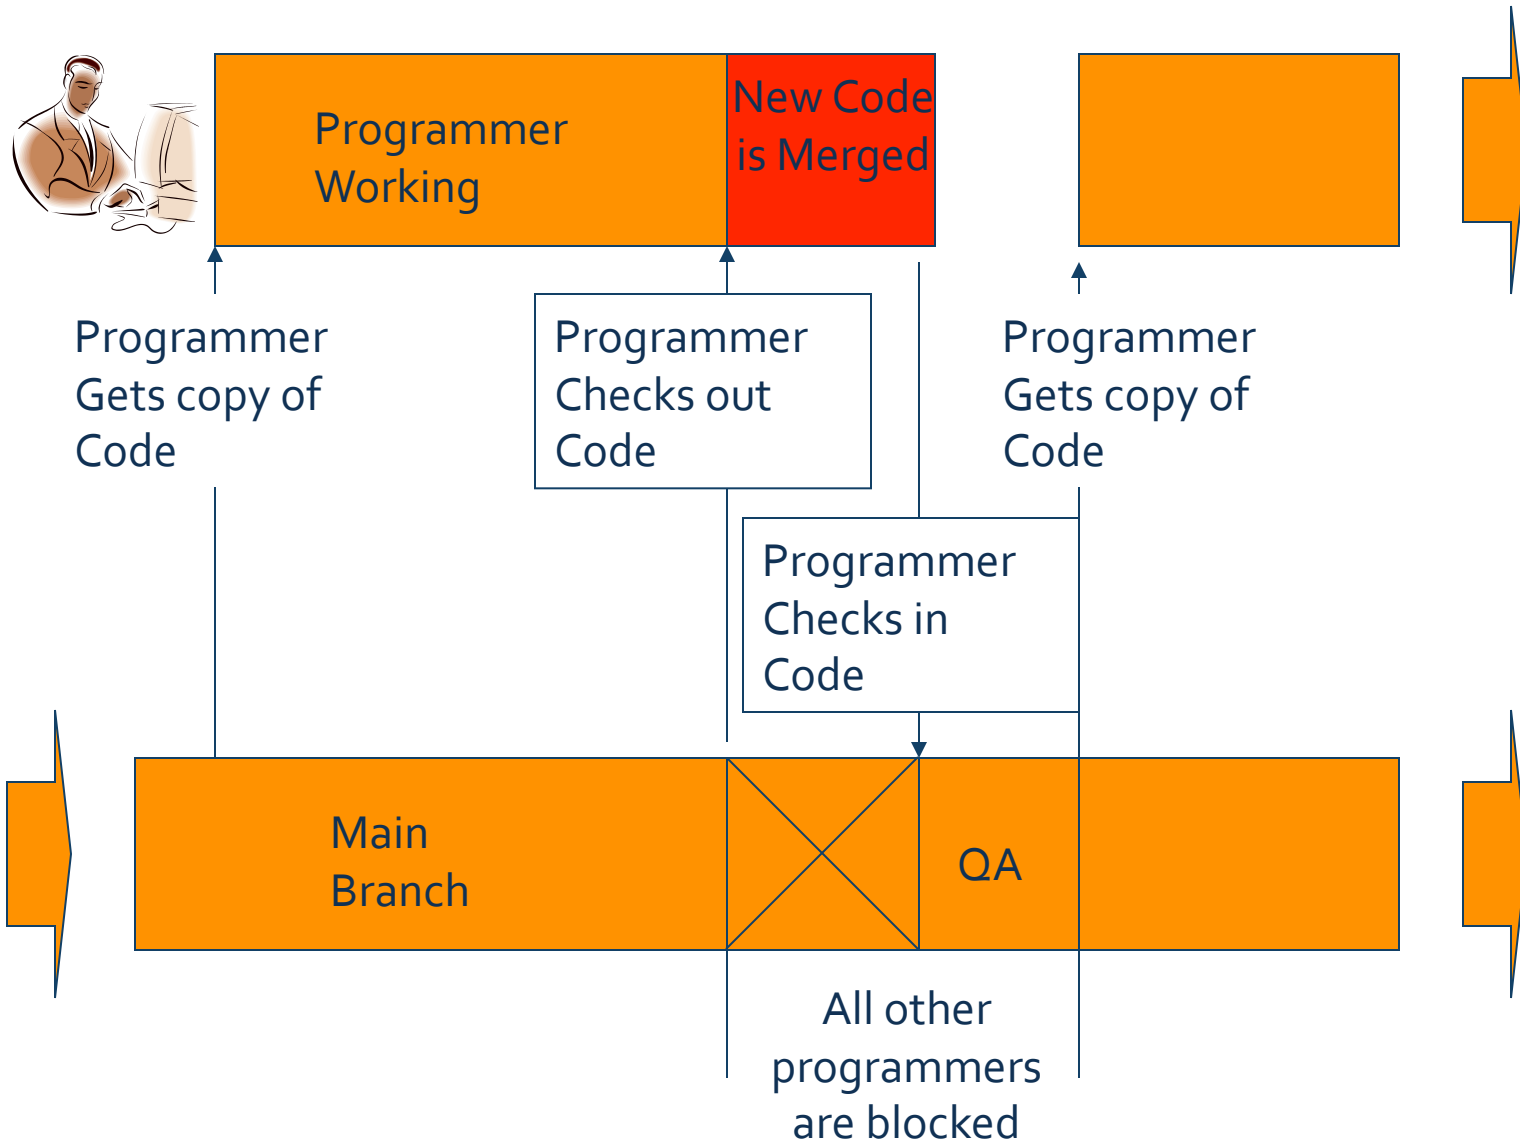 Programmer
Working
New Code
is Merged
Programmer
Gets copy of
Code
Programmer
Checks out
Code
Programmer
Gets copy of
Code
Programmer
Checks in
Code
Main
Branch
QA
All other
programmers
are blocked